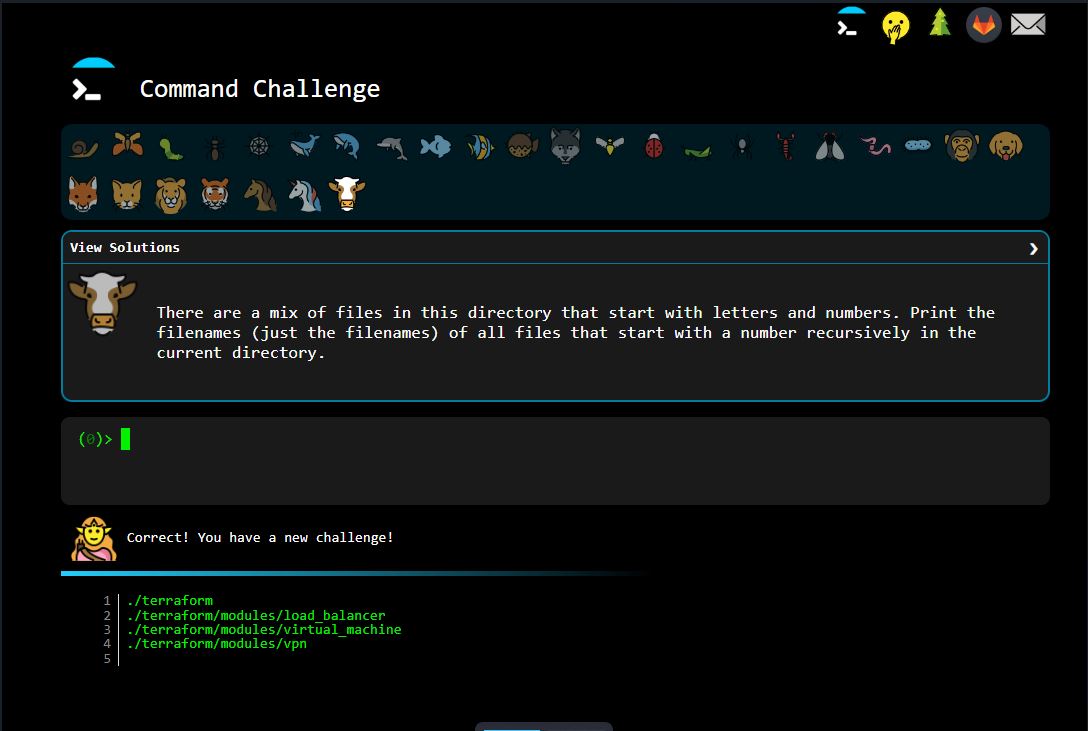 Command Challenge
View Solutions
There are a mix of files in this directory that start with letters and numbers. Print the
filenames (just the filenames) of all files that start with a number recursively in the
current directory.
(0)>
Correct! You have a new challenge!
1 ./terraform
2 ./terraform/modules/load_balancer
3 ./terraform/modules/virtual_machine
4 ./terraform/modules/vpn
5